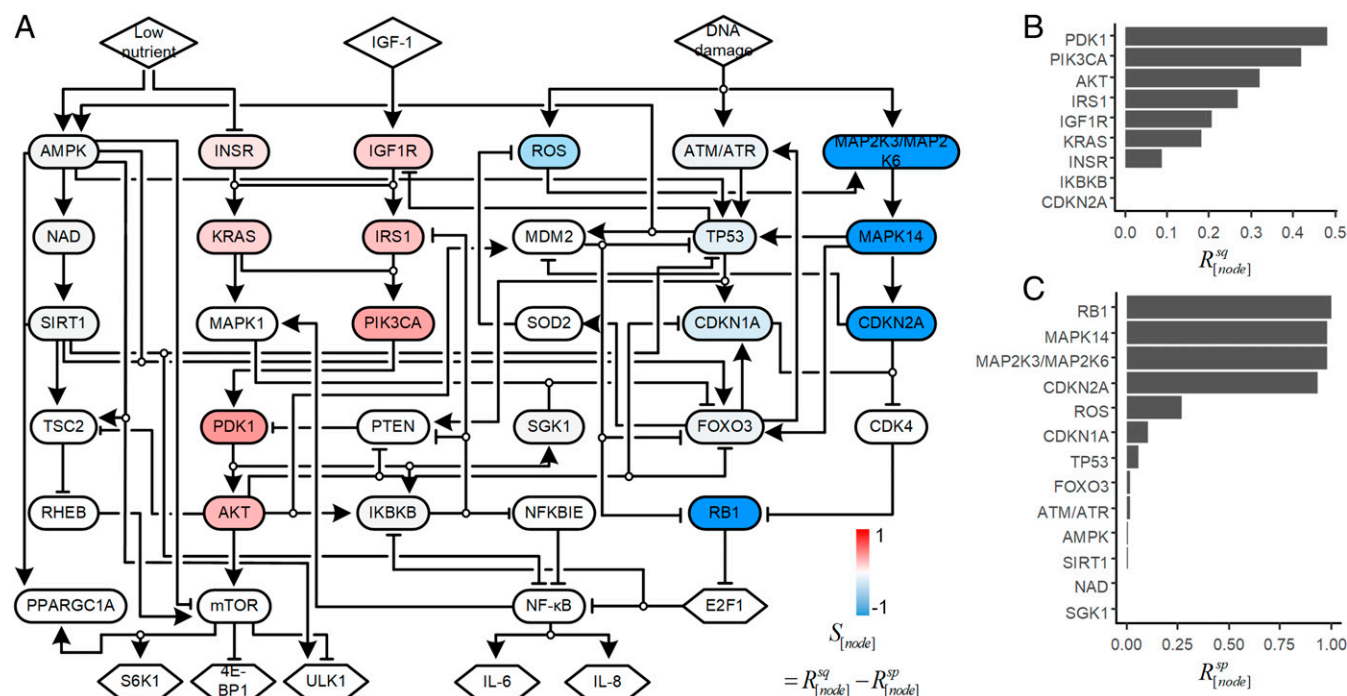 A
Low
nutrient
IGF-1
DNA
damage
AMPK
INSR
IGF1R
ROS
ATM/ATR
MAP2K3/MAP2
K6
NAD
KRAS
IRS1
MDM2
TP53
MAPK14
SIRT1
MAPK1
PIK3CA
SOD2
CDKN1A
CDKN2A
TSC2
PDK1
PTEN
SGK1
FOXO3
CDK4
RHEB
AKT
IKBKB
NFKBIE
RB1
PPARGC1A
mTOR
NF-κB
E2F1
S6K1
4E-
BP1
ULK1
IL-6
IL-8
1
-1
S[node]
= R^sq_[node] − R^sp_[node]
B
PDK1
PIK3CA
AKT
IRS1
IGF1R
KRAS
INSR
IKBKB
CDKN2A
0.0 0.1 0.2 0.3 0.4 0.5
R^sq_[node]
C
RB1
MAPK14
MAP2K3/MAP2K6
CDKN2A
ROS
CDKN1A
TP53
FOXO3
ATM/ATR
AMPK
SIRT1
NAD
SGK1
0.00 0.25 0.50 0.75 1.00
R^sp_[node]